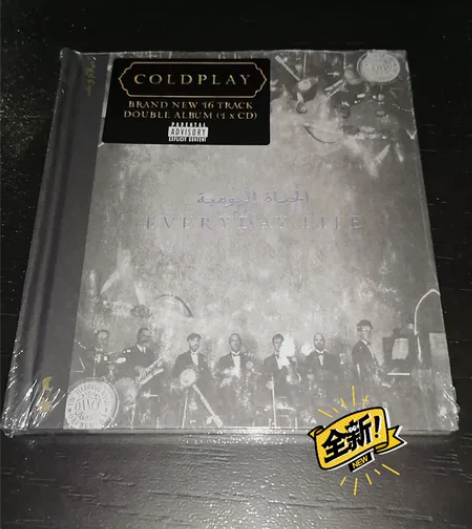 COLDPLAY
BRAND NEW 16 TRACK
DOUBLE ALBUM (1 x CD)
PARENTAL
ADVISORY
EXPLICIT CONTENT
الحياة اليومية
EVERYDAY LIFE
全新!
NEW